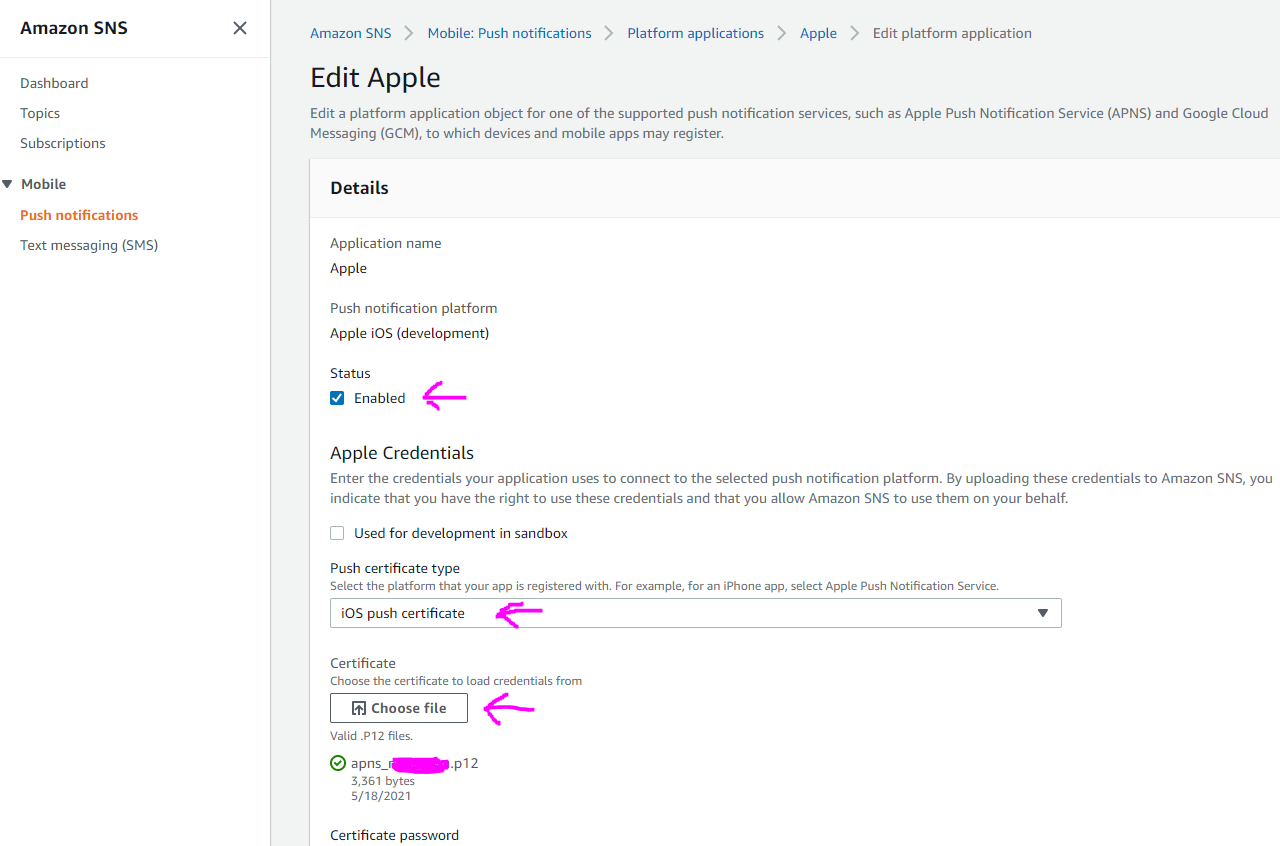 Amazon SNS
Dashboard
Topics
Subscriptions
Mobile
Push notifications
Text messaging (SMS)
Amazon SNS > Mobile: Push notifications > Platform applications > Apple > Edit platform application
Edit Apple
Edit a platform application object for one of the supported push notification services, such as Apple Push Notification Service (APNS) and Google Cloud
Messaging (GCM), to which devices and mobile apps may register.
Details
Application name
Apple
Push notification platform
Apple iOS (development)
Status
Enabled
Apple Credentials
Enter the credentials your application uses to connect to the selected push notification platform. By uploading these credentials to Amazon SNS, you
indicate that you have the right to use these credentials and that you allow Amazon SNS to use them on your behalf.
Used for development in sandbox
Push certificate type
Select the platform that your app is registered with. For example, for an iPhone app, select Apple Push Notification Service.
iOS push certificate
Certificate
Choose the certificate to load credentials from
Choose file
Valid .P12 files.
apns_ .p12
3,361 bytes
5/18/2021
Certificate password